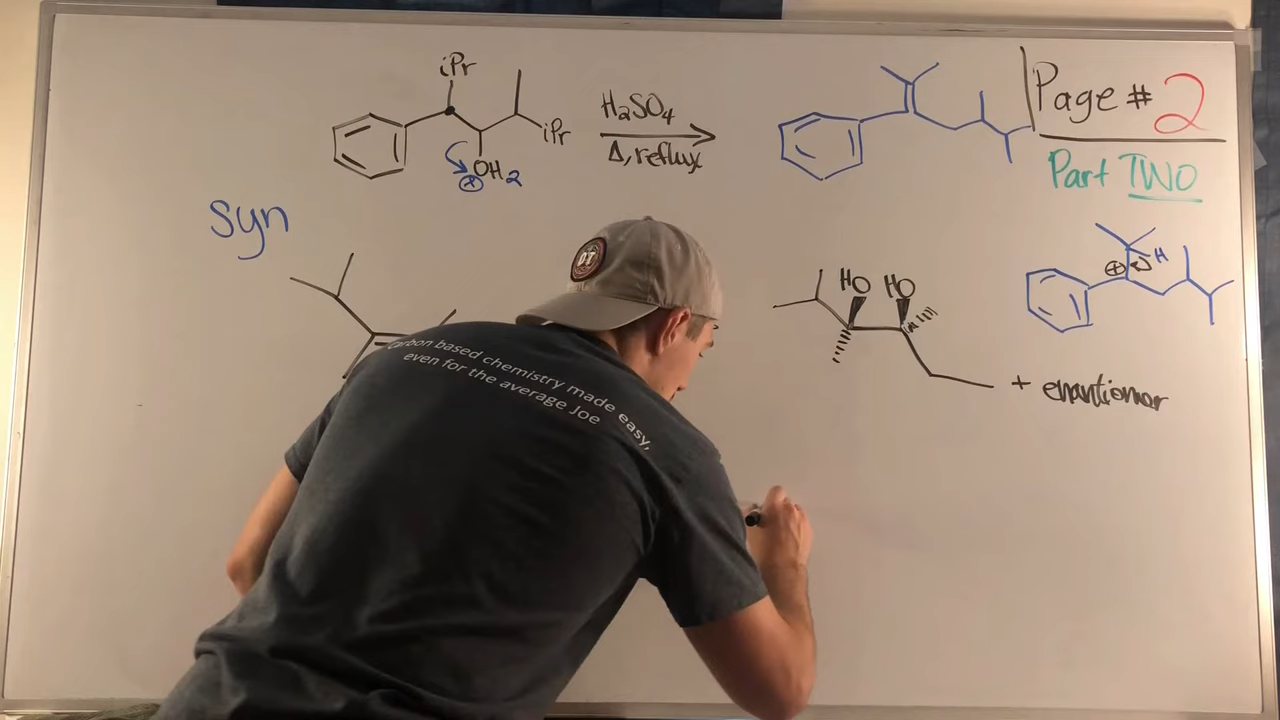 iPr
iPr
OH2
⊕
H2SO4
Δ, reflux
Page # 2
Part TWO
syn
HO HO
+ enantiomer
⊕ H
OT
Carbon based chemistry made easy,
even for the average Joe